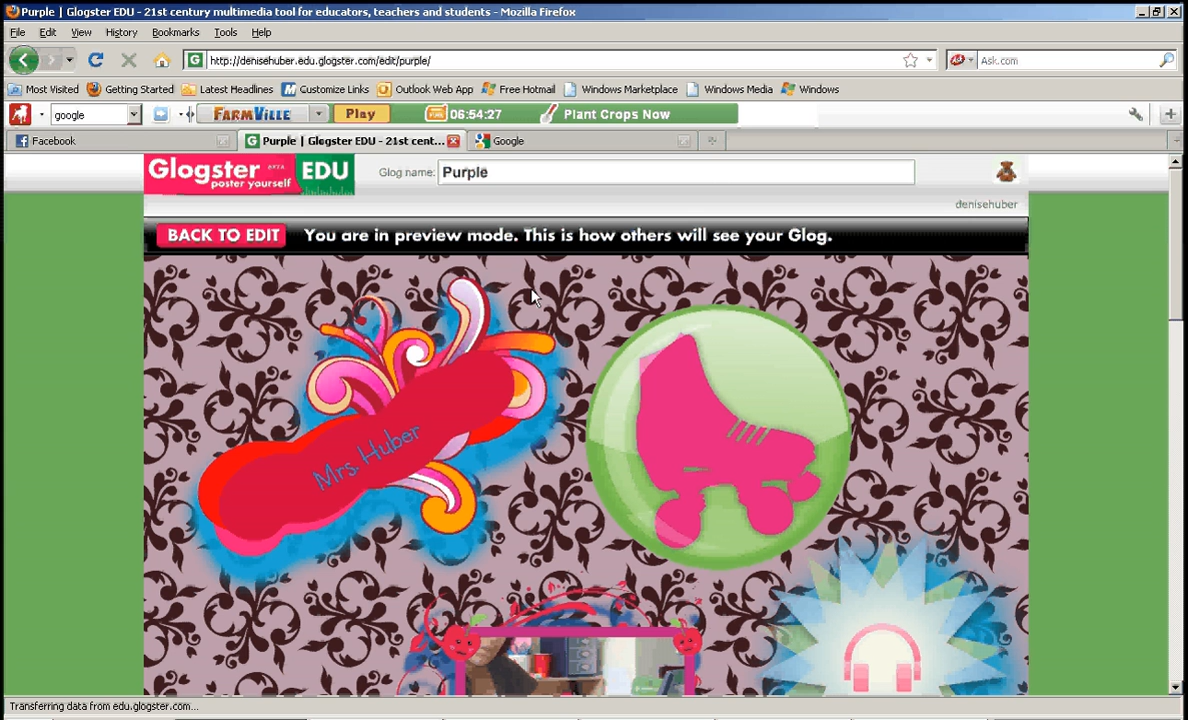 Purple | Glogster EDU - 21st century multimedia tool for educators, teachers and students - Mozilla Firefox
File Edit View History Bookmarks Tools Help
http://denisehuber.edu.glogster.com/edit/purple/ Ask.com
Most Visited Getting Started Latest Headlines Customize Links Outlook Web App Free Hotmail Windows Marketplace Windows Media Windows
google FARMVILLE Play 06:54:27 Plant Crops Now
Facebook Purple | Glogster EDU - 21st cent... Google
Glogster BETA EDU Glog name: Purple
poster yourself
denisehuber
BACK TO EDIT You are in preview mode. This is how others will see your Glog.
Mrs. Huber
Transferring data from edu.glogster.com...